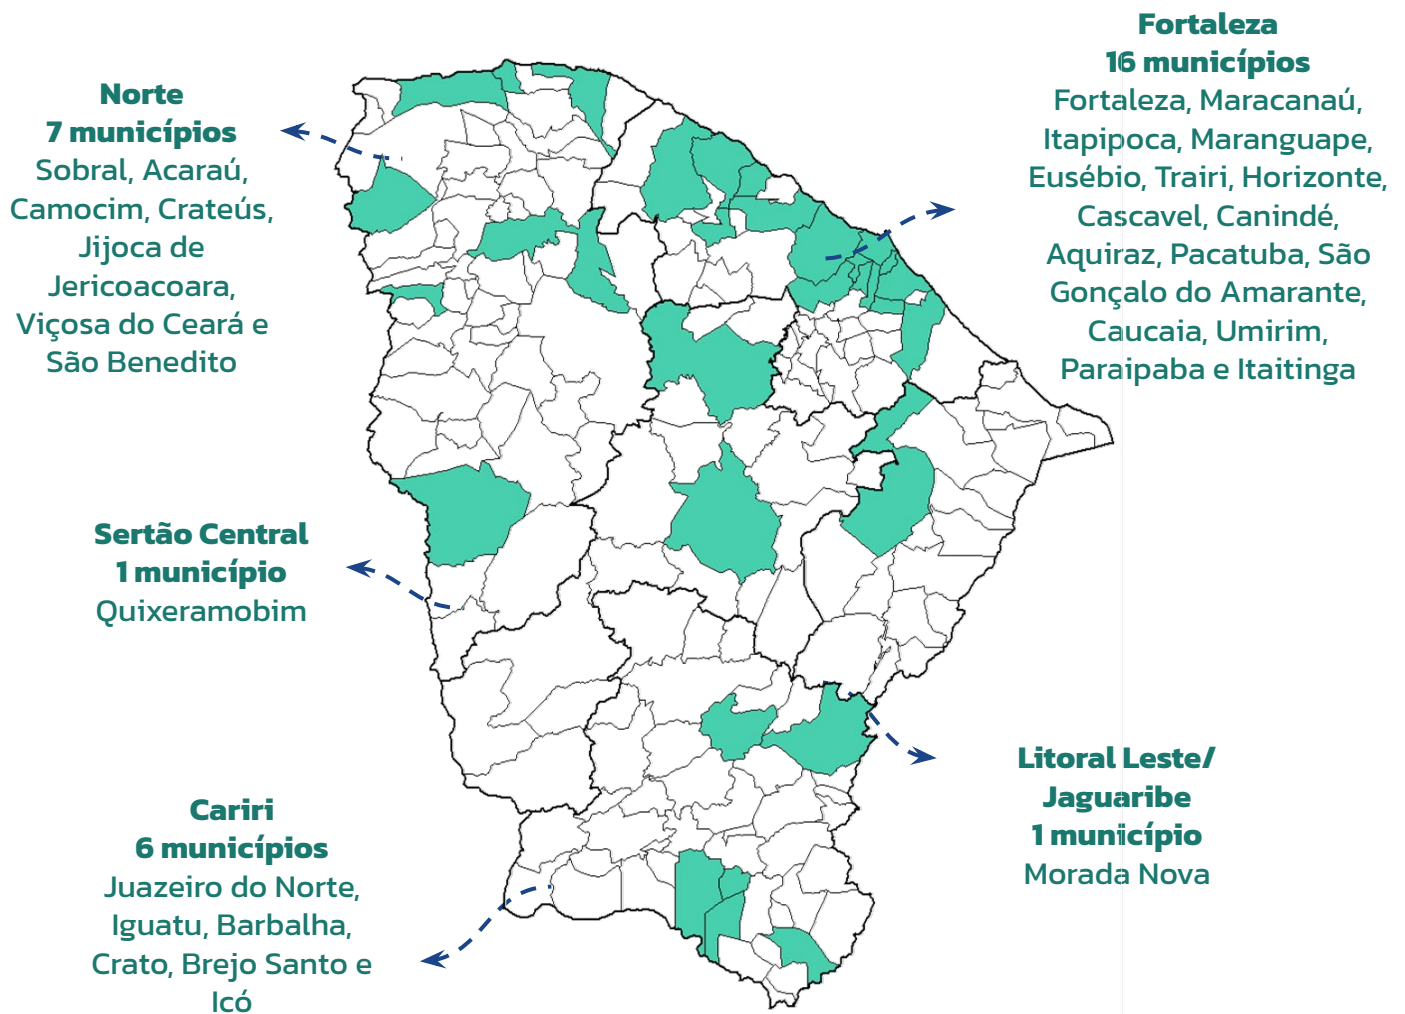 Norte
7 municípios
Sobral, Acaraú,
Camocim, Crateús,
Jijoca de
Jericoacoara,
Viçosa do Ceará e
São Benedito
Fortaleza
16 municípios
Fortaleza, Maracanaú,
Itapipoca, Maranguape,
Eusébio, Trairi, Horizonte,
Cascavel, Canindé,
Aquiraz, Pacatuba, São
Gonçalo do Amarante,
Caucaia, Umirim,
Paraipaba e Itaitinga
Sertão Central
1 município
Quixeramobim
Cariri
6 municípios
Juazeiro do Norte,
Iguatu, Barbalha,
Crato, Brejo Santo e
Icó
Litoral Leste/
Jaguaribe
1 município
Morada Nova